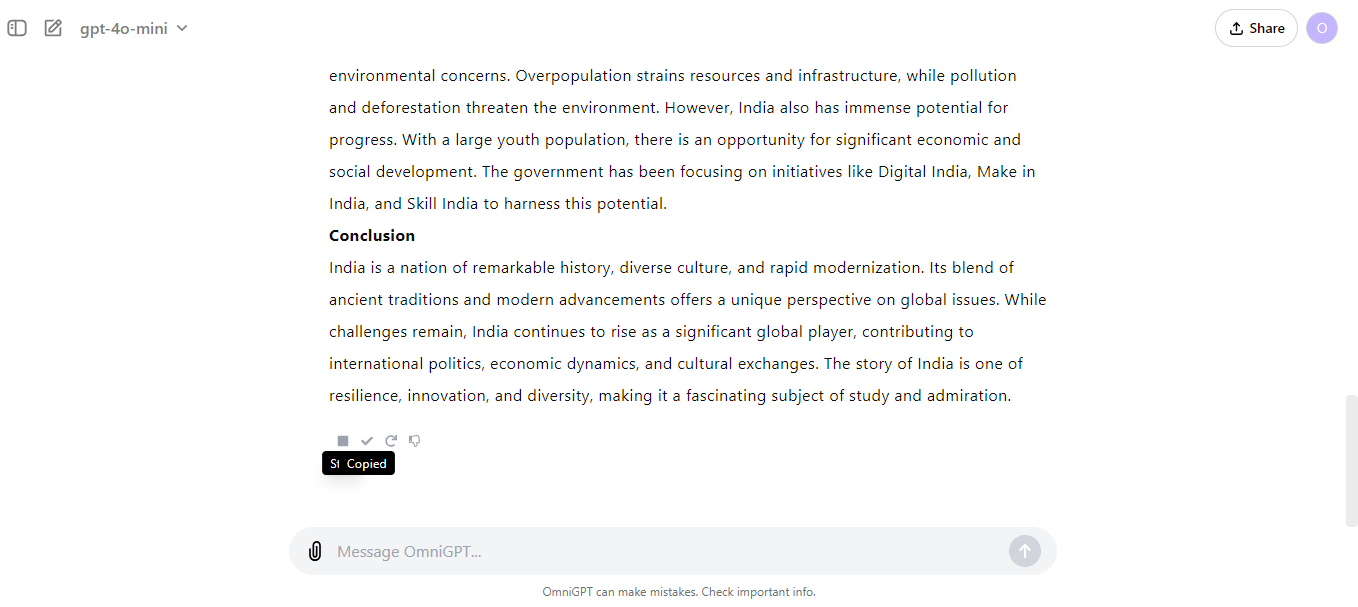 gpt-4o-mini
Share
O
environmental concerns. Overpopulation strains resources and infrastructure, while pollution
and deforestation threaten the environment. However, India also has immense potential for
progress. With a large youth population, there is an opportunity for significant economic and
social development. The government has been focusing on initiatives like Digital India, Make in
India, and Skill India to harness this potential.
Conclusion
India is a nation of remarkable history, diverse culture, and rapid modernization. Its blend of
ancient traditions and modern advancements offers a unique perspective on global issues. While
challenges remain, India continues to rise as a significant global player, contributing to
international politics, economic dynamics, and cultural exchanges. The story of India is one of
resilience, innovation, and diversity, making it a fascinating subject of study and admiration.
Copied
Message OmniGPT...
OmniGPT can make mistakes. Check important info.